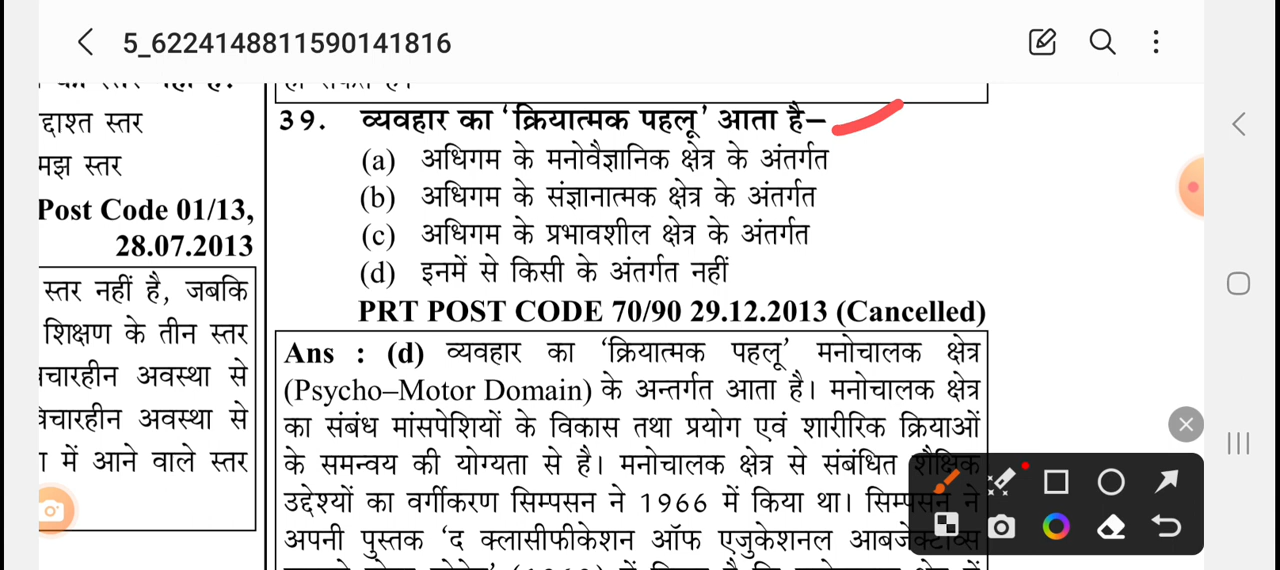 5_6224148811590141816
द्दाश्त स्तर
मझ स्तर
Post Code 01/13,
28.07.2013
स्तर नहीं है, जबकि
शिक्षण के तीन स्तर
चारहीन अवस्था से
चारहीन अवस्था से
में आने वाले स्तर
39. व्यवहार का 'क्रियात्मक पहलू' आता है–
(a) अधिगम के मनोवैज्ञानिक क्षेत्र के अंतर्गत
(b) अधिगम के संज्ञानात्मक क्षेत्र के अंतर्गत
(c) अधिगम के प्रभावशील क्षेत्र के अंतर्गत
(d) इनमें से किसी के अंतर्गत नहीं
PRT POST CODE 70/90 29.12.2013 (Cancelled)
Ans : (d) व्यवहार का 'क्रियात्मक पहलू' मनोचालक क्षेत्र
(Psycho–Motor Domain) के अन्तर्गत आता है। मनोचालक क्षेत्र
का संबंध मांसपेशियों के विकास तथा प्रयोग एवं शारीरिक क्रियाओं
के समन्वय की योग्यता से है। मनोचालक क्षेत्र से संबंधित शैक्षिक
उद्देश्यों का वर्गीकरण सिम्पसन ने 1966 में किया था। सिम्पसन ने
अपनी पुस्तक 'द क्लासीफीकेशन ऑफ एजुकेशनल आबजेक्टिव्स